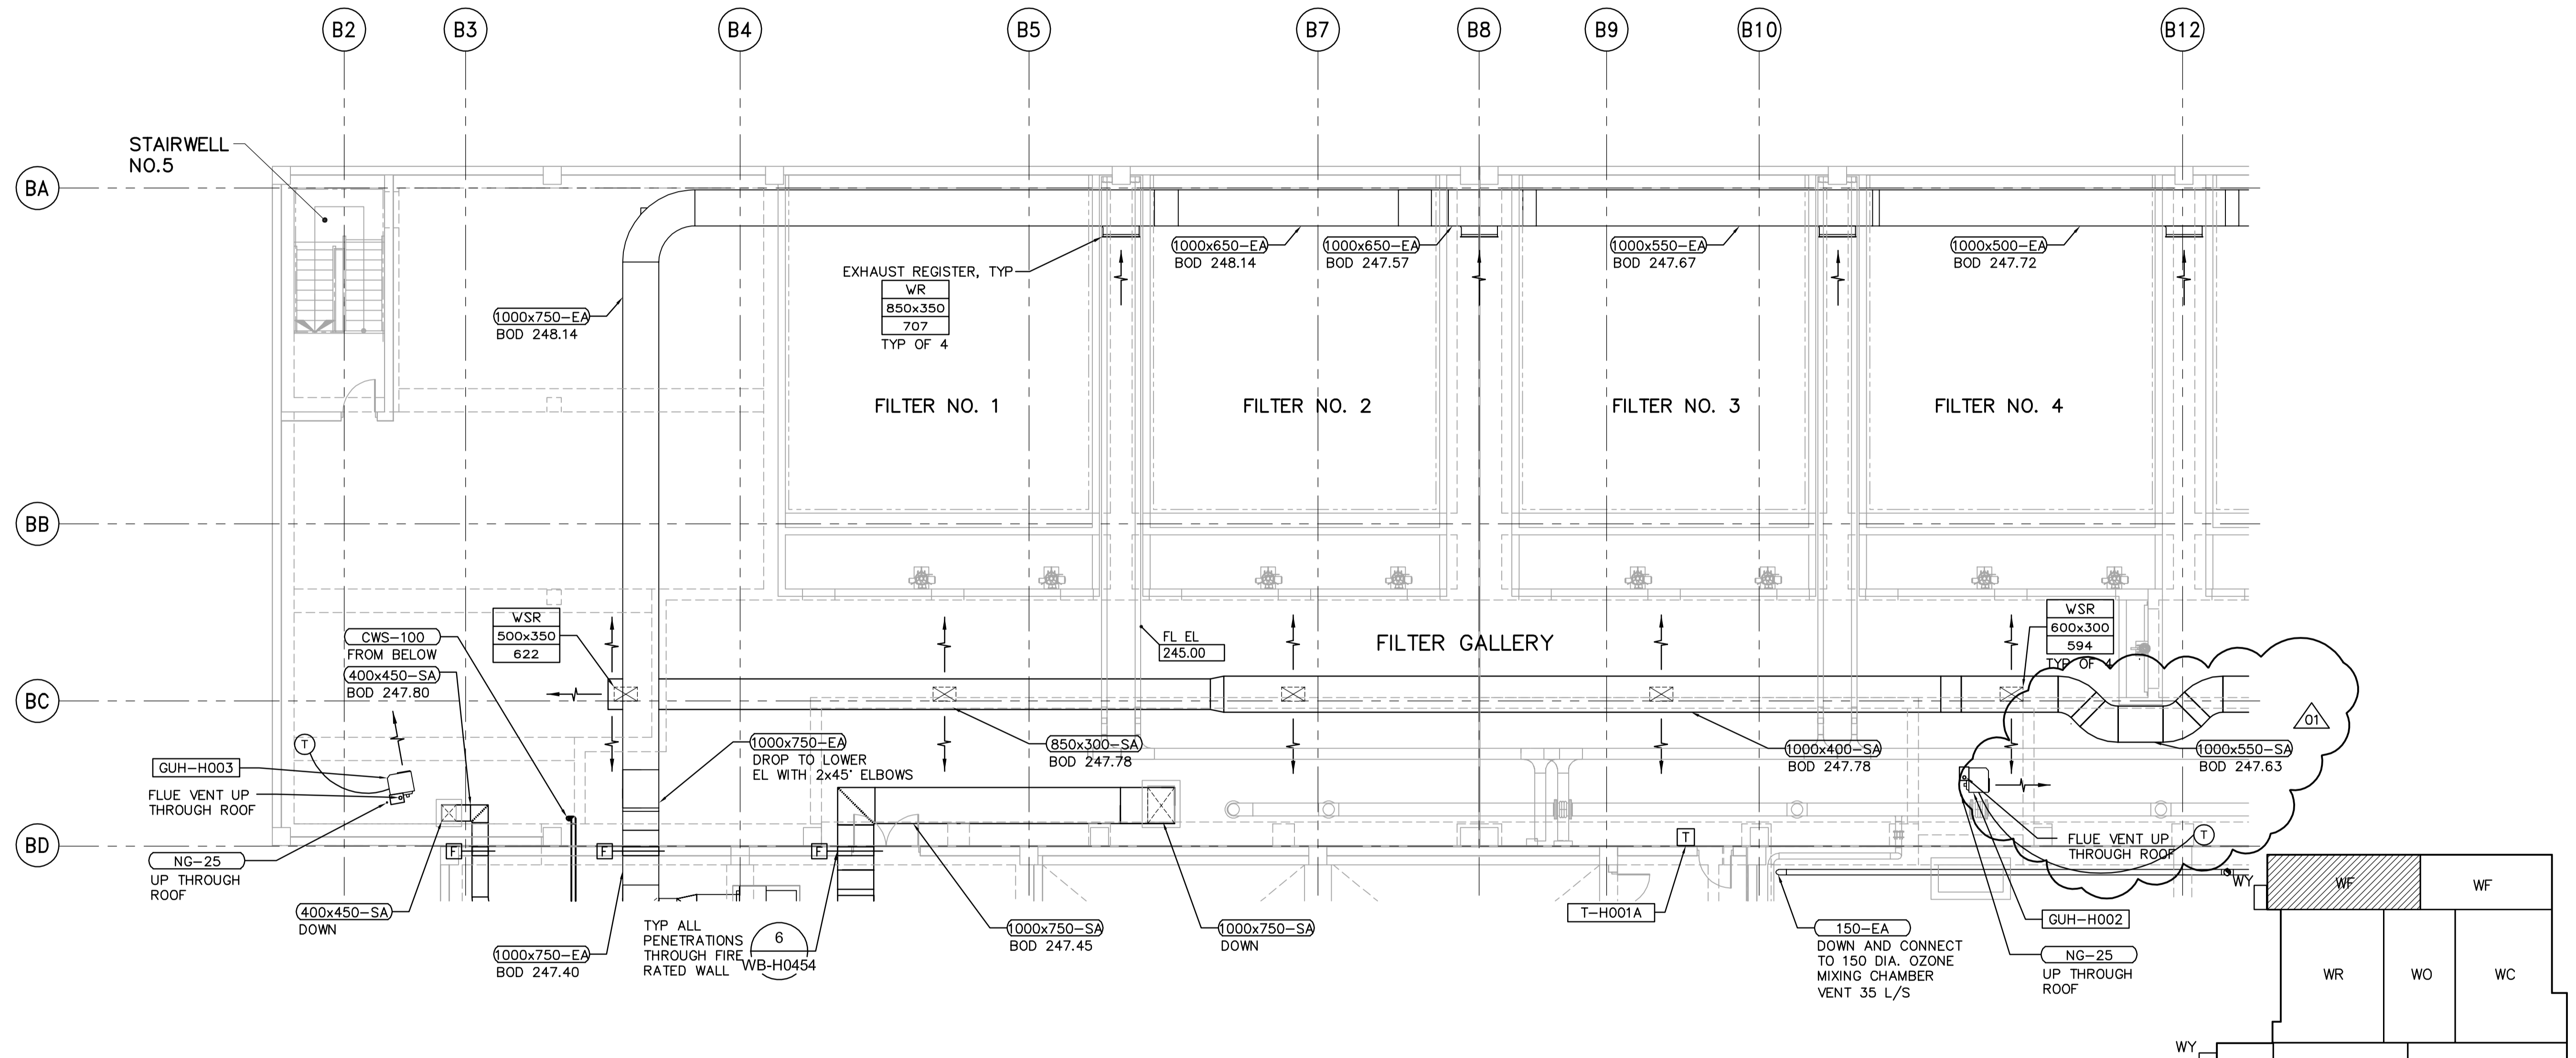 B2
B3
B4
B5
B7
B8
B9
B10
B12
STAIRWELL
NO.5
BA
1000x650-EA
BOD 248.14
1000x650-EA
BOD 247.57
1000x550-EA
BOD 247.67
1000x500-EA
BOD 247.72
EXHAUST REGISTER, TYP
WR
850x350
707
TYP OF 4
1000x750-EA
BOD 248.14
FILTER NO. 1
FILTER NO. 2
FILTER NO. 3
FILTER NO. 4
BB
WSR
500x350
622
CWS-100
FROM BELOW
400x450-SA
BOD 247.80
FL EL
245.00
FILTER GALLERY
WSR
600x300
594
TYP OF 4
BC
01
T
GUH-H003
FLUE VENT UP
THROUGH ROOF
1000x750-EA
DROP TO LOWER
EL WITH 2x45° ELBOWS
850x300-SA
BOD 247.78
1000x400-SA
BOD 247.78
1000x550-SA
BOD 247.63
BD
F
F
F
T
FLUE VENT UP
THROUGH ROOF
T
NG-25
UP THROUGH
ROOF
400x450-SA
DOWN
1000x750-EA
BOD 247.40
TYP ALL
PENETRATIONS
THROUGH FIRE
RATED WALL
6
WB-H0454
1000x750-SA
BOD 247.45
1000x750-SA
DOWN
T-H001A
150-EA
DOWN AND CONNECT
TO 150 DIA. OZONE
MIXING CHAMBER
VENT 35 L/S
GUH-H002
NG-25
UP THROUGH
ROOF
WY
WF
WF
WR
WO
WC
WY